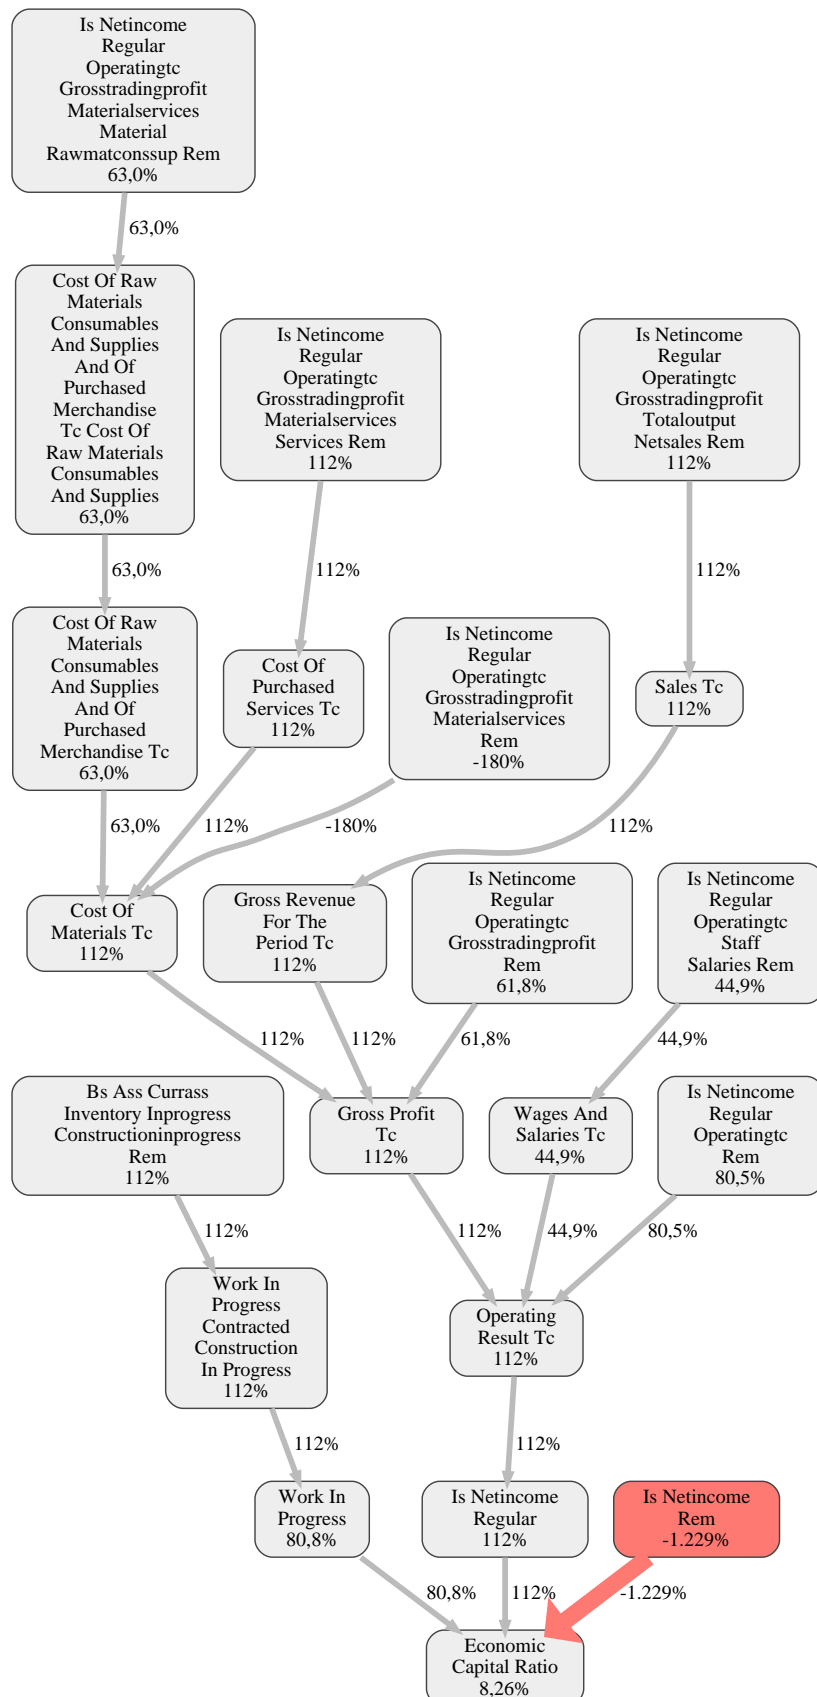 Is Netincome
Regular
Operatingtc
Grosstradingprofit
Materialservices
Material
Rawmatconssup Rem
63,0%
63,0%
Cost Of Raw
Materials
Consumables
And Supplies
And Of
Purchased
Merchandise
Tc Cost Of
Raw Materials
Consumables
And Supplies
63,0%
Is Netincome
Regular
Operatingtc
Grosstradingprofit
Materialservices
Services Rem
112%
Is Netincome
Regular
Operatingtc
Grosstradingprofit
Totaloutput
Netsales Rem
112%
63,0%
112%
112%
Cost Of Raw
Materials
Consumables
And Supplies
And Of
Purchased
Merchandise Tc
63,0%
Cost Of
Purchased
Services Tc
112%
Is Netincome
Regular
Operatingtc
Grosstradingprofit
Materialservices
Rem
-180%
Sales Tc
112%
63,0%
112%
-180%
112%
Cost Of
Materials Tc
112%
Gross Revenue
For The
Period Tc
112%
Is Netincome
Regular
Operatingtc
Grosstradingprofit
Rem
61,8%
Is Netincome
Regular
Operatingtc
Staff
Salaries Rem
44,9%
112%
112%
61,8%
44,9%
Bs Ass Currass
Inventory Inprogress
Constructioninprogress
Rem
112%
Gross Profit
Tc
112%
Wages And
Salaries Tc
44,9%
Is Netincome
Regular
Operatingtc
Rem
80,5%
112%
112%
44,9%
80,5%
Work In
Progress
Contracted
Construction
In Progress
112%
Operating
Result Tc
112%
112%
112%
Work In
Progress
80,8%
Is Netincome
Regular
112%
Is Netincome
Rem
-1.229%
80,8%
112%
-1.229%
Economic
Capital Ratio
8,26%